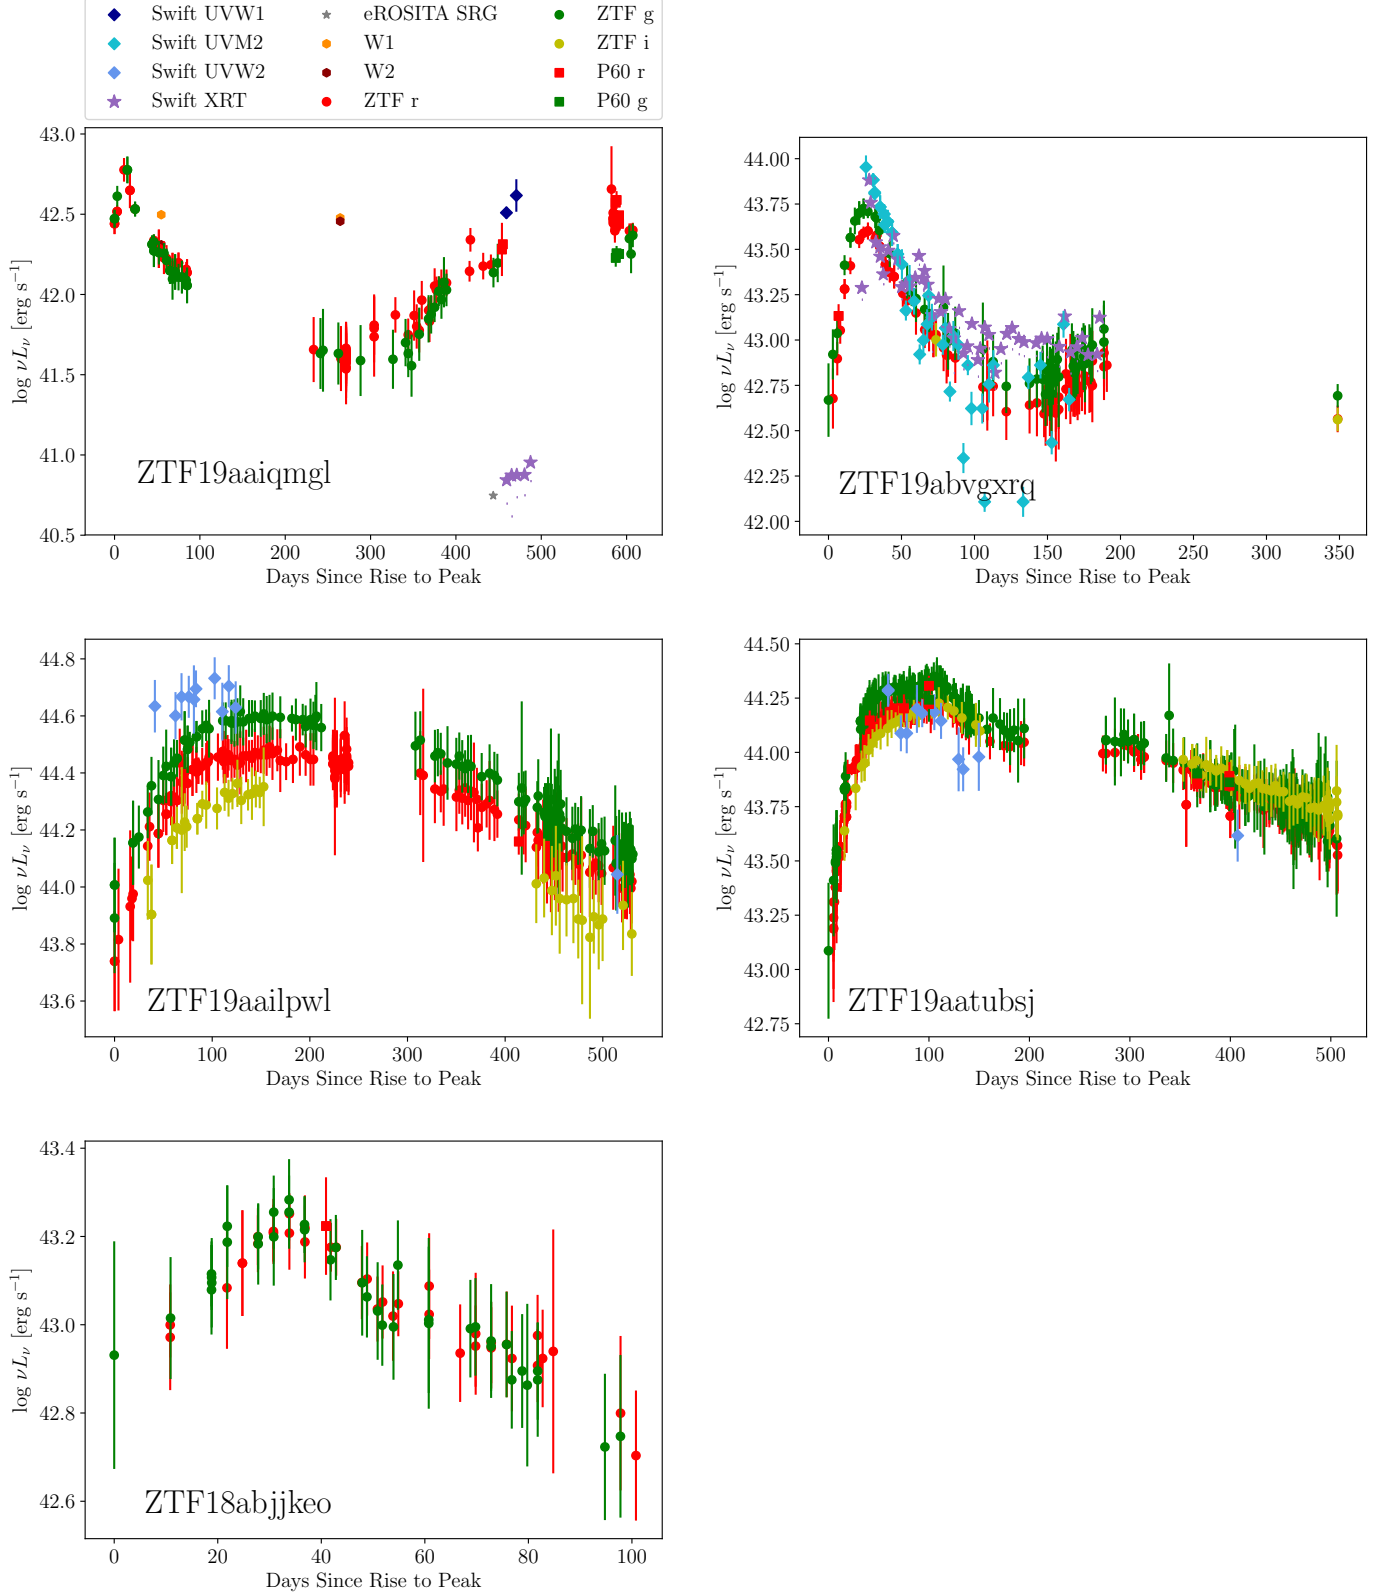 Swift UVW1 eROSITA SRG ZTF g
Swift UVM2 W1 ZTF i
Swift UVW2 W2 P60 r
Swift XRT ZTF r P60 g
43.0
42.5
42.0
41.5
41.0
40.5
log νLν [erg s⁻¹]
ZTF19aaiqmgl
0 100 200 300 400 500 600
Days Since Rise to Peak
44.00
43.75
43.50
43.25
43.00
42.75
42.50
42.25
42.00
log νLν [erg s⁻¹]
ZTF19abvgxrq
0 50 100 150 200 250 300 350
Days Since Rise to Peak
44.8
44.6
44.4
44.2
44.0
43.8
43.6
log νLν [erg s⁻¹]
ZTF19aailpwl
0 100 200 300 400 500
Days Since Rise to Peak
44.50
44.25
44.00
43.75
43.50
43.25
43.00
42.75
log νLν [erg s⁻¹]
ZTF19aatubsj
0 100 200 300 400 500
Days Since Rise to Peak
43.4
43.2
43.0
42.8
42.6
log νLν [erg s⁻¹]
ZTF18abjjkeo
0 20 40 60 80 100
Days Since Rise to Peak